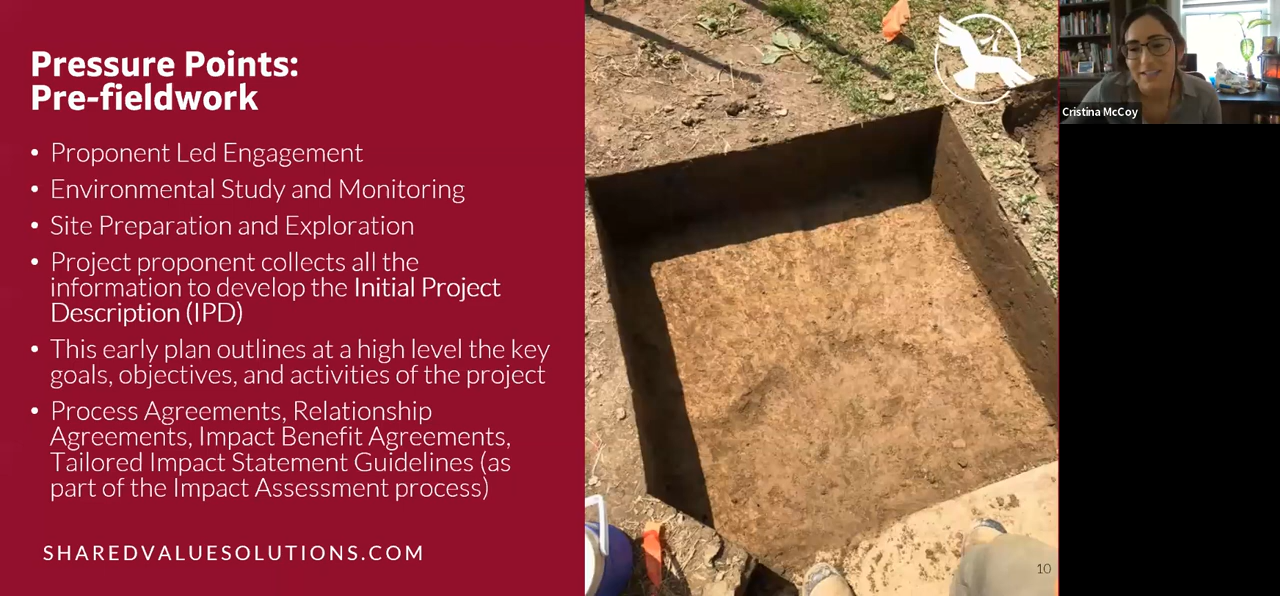 Pressure Points:
Pre-fieldwork
• Proponent Led Engagement
• Environmental Study and Monitoring
• Site Preparation and Exploration
• Project proponent collects all the
information to develop the Initial Project
Description (IPD)
• This early plan outlines at a high level the key
goals, objectives, and activities of the project
• Process Agreements, Relationship
Agreements, Impact Benefit Agreements,
Tailored Impact Statement Guidelines (as
part of the Impact Assessment process)
SHAREDVALUESOLUTIONS.COM
10
Cristina McCoy